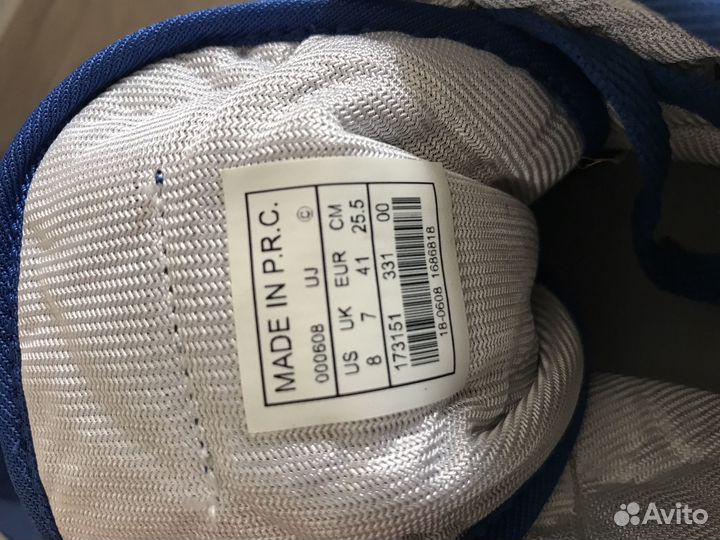 MADE IN P.R.C.
000608 UJ ©
US UK EUR CM
8 7 41 25.5
173151 331 00
18-0608 1686818
Avito